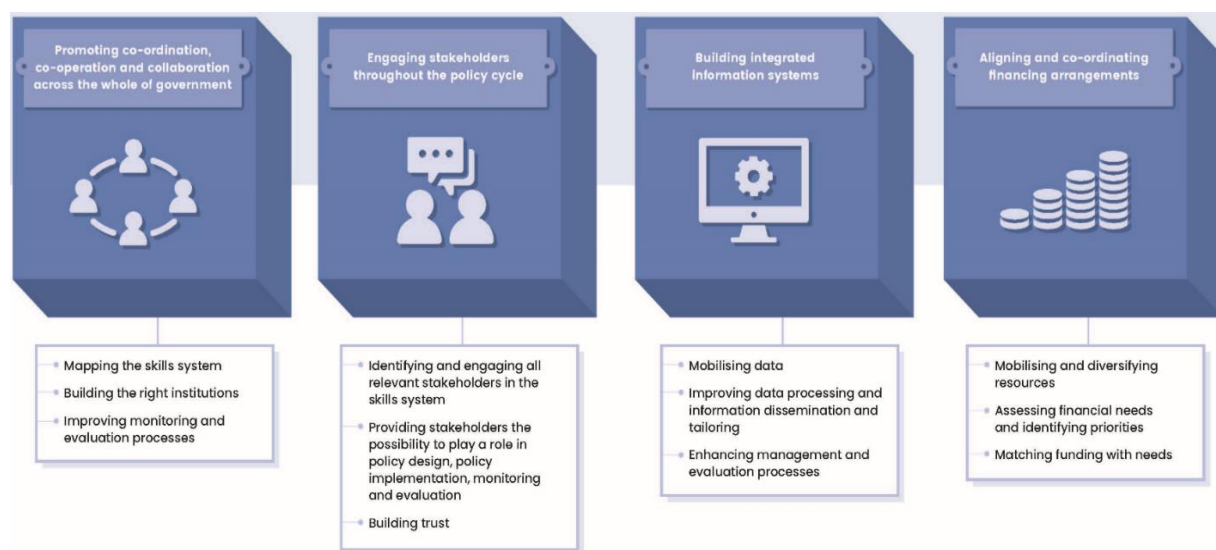 Promoting co-ordination,
co-operation and collaboration
across the whole of government
Engaging stakeholders
throughout the policy cycle
Building integrated
information systems
Aligning and co-ordinating
financing arrangements
Mapping the skills system
Building the right institutions
Improving monitoring and
evaluation processes
Identifying and engaging all
relevant stakeholders in the
skills system
Providing stakeholders the
possibility to play a role in
policy design, policy
implementation, monitoring
and evaluation
Building trust
Mobilising data
Improving data processing and
information dissemination and
tailoring
Enhancing management and
evaluation processes
Mobilising and diversifying
resources
Assessing financial needs
and identifying priorities
Matching funding with needs